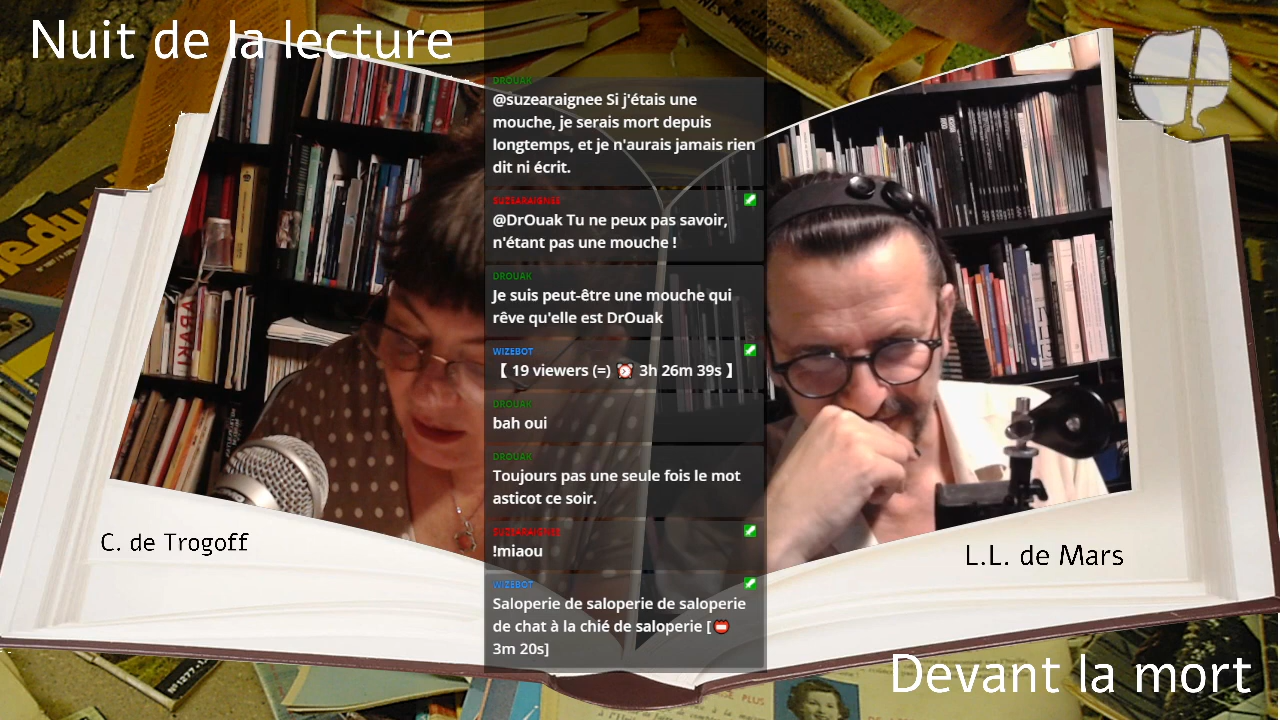 Nuit de la lecture
DROUAK
@suzearaignee Si j'étais une
mouche, je serais mort depuis
longtemps, et je n'aurais jamais rien
dit ni écrit.
SUZEARAIGNEE
@DrOuak Tu ne peux pas savoir,
n'étant pas une mouche !
DROUAK
Je suis peut-être une mouche qui
rêve qu'elle est DrOuak
WIZEBOT
【 19 viewers (=) ⏰ 3h 26m 39s 】
DROUAK
bah oui
DROUAK
Toujours pas une seule fois le mot
asticot ce soir.
SUZEARAIGNEE
!miaou
WIZEBOT
Saloperie de saloperie de saloperie
de chat à la chié de saloperie [📛
3m 20s]
C. de Trogoff
L.L. de Mars
Devant la mort